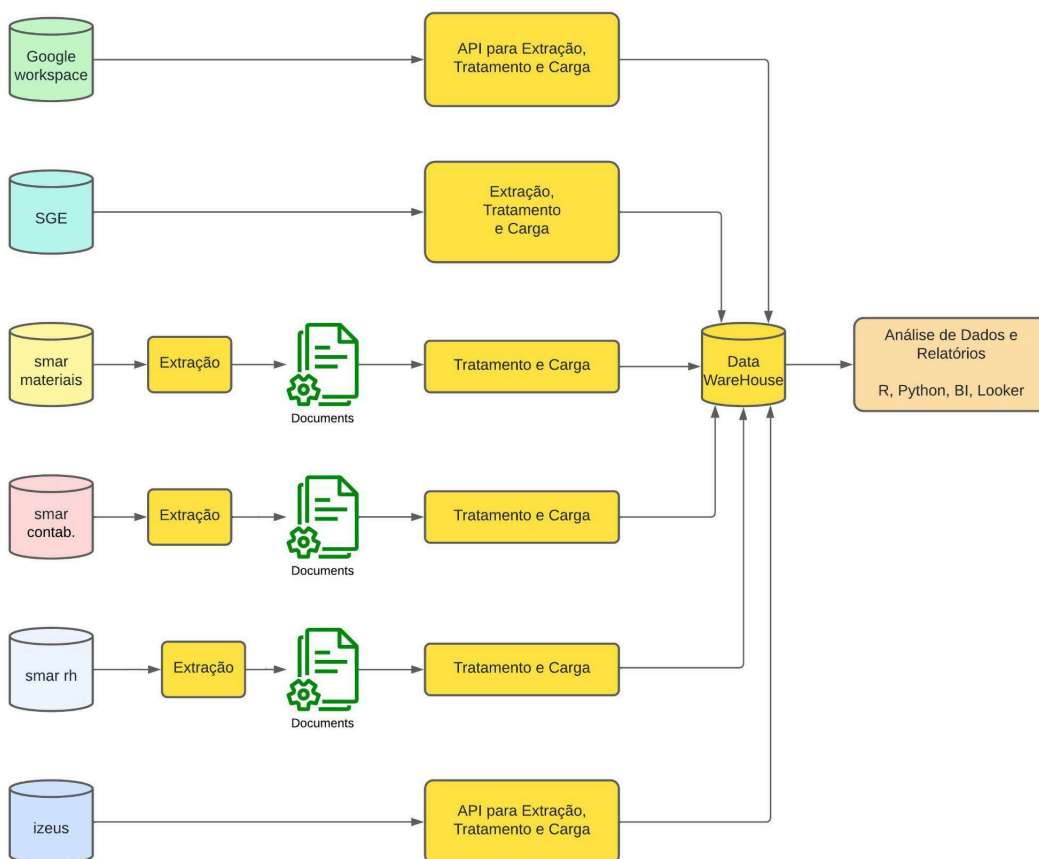 Google
workspace
API para Extração,
Tratamento e Carga
SGE
Extração,
Tratamento
e Carga
smar
materiais
Extração
Documents
Tratamento e Carga
Data
WareHouse
Análise de Dados e
Relatórios
R, Python, BI, Looker
smar
contab.
Extração
Documents
Tratamento e Carga
smar rh
Extração
Documents
Tratamento e Carga
izeus
API para Extração,
Tratamento e Carga